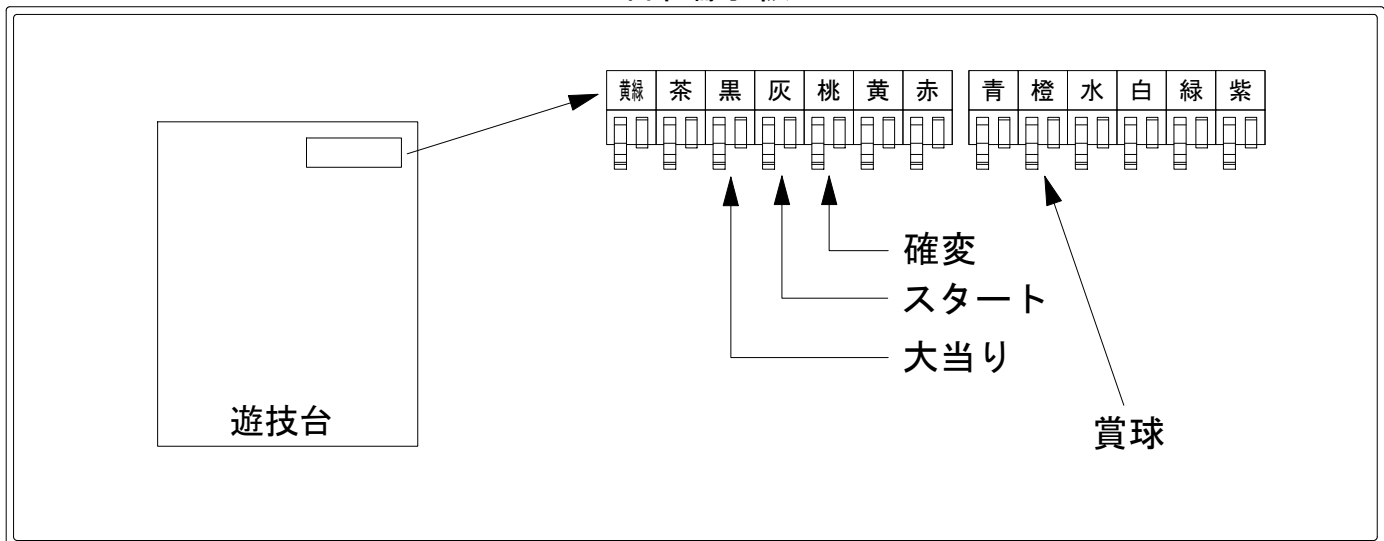 黄緑 茶 黒 灰 桃 黄 赤 青 橙 水 白 緑 紫
確変
スタート
大当り
遊技台
賞球